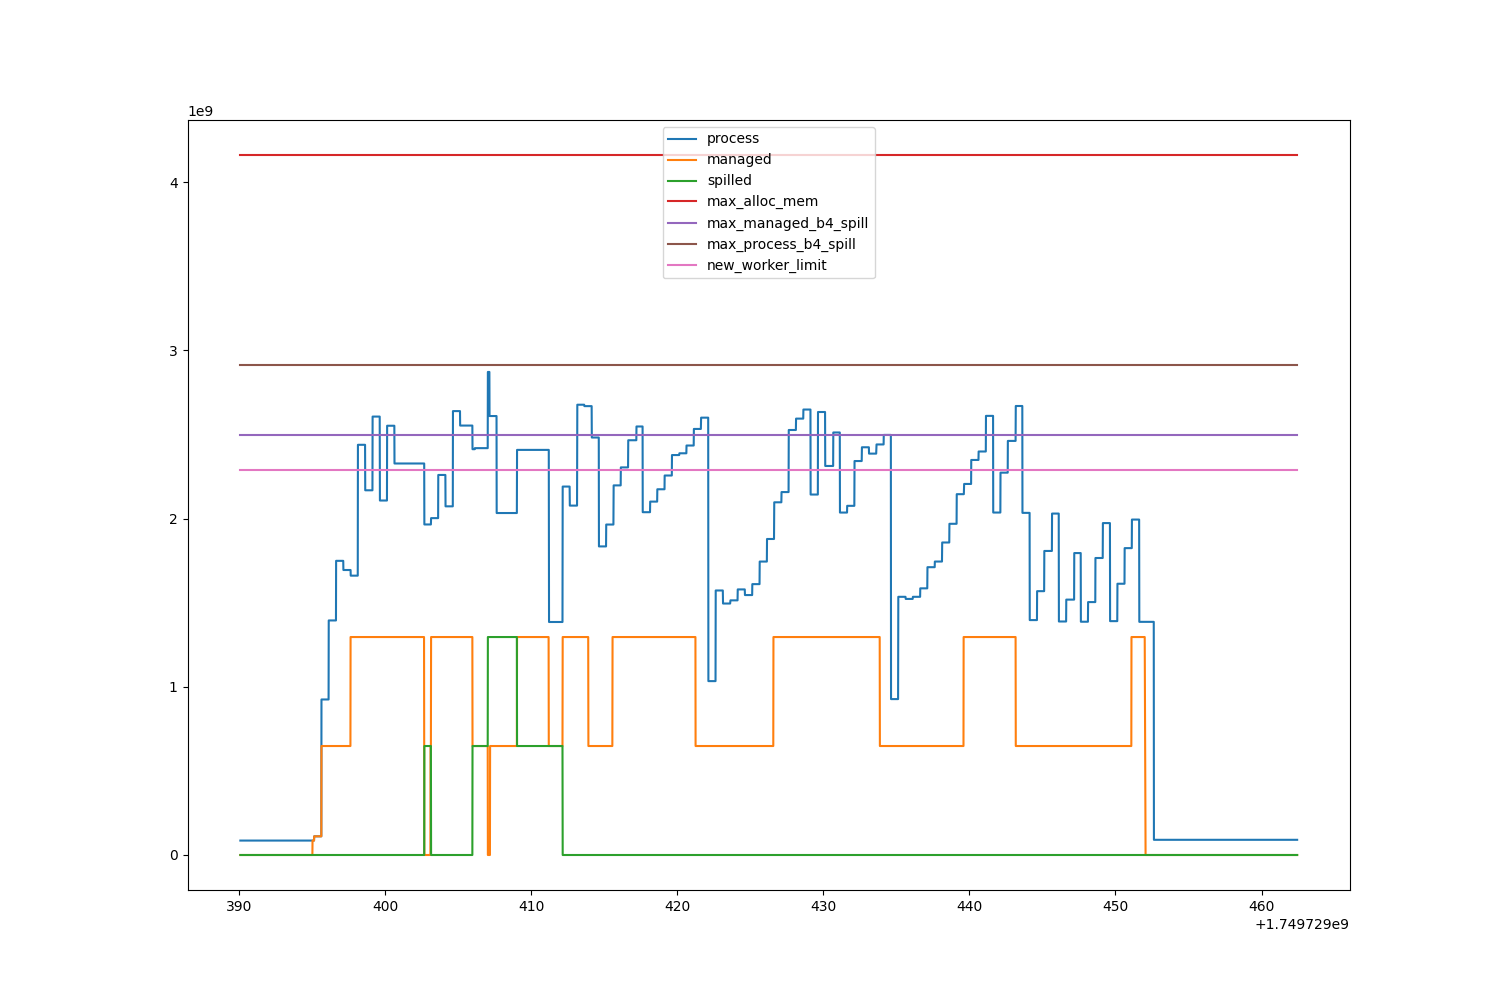 1e9
process
managed
spilled
max_alloc_mem
max_managed_b4_spill
max_process_b4_spill
new_worker_limit
4
3
2
1
0
390 400 410 420 430 440 450 460
+1.749729e9